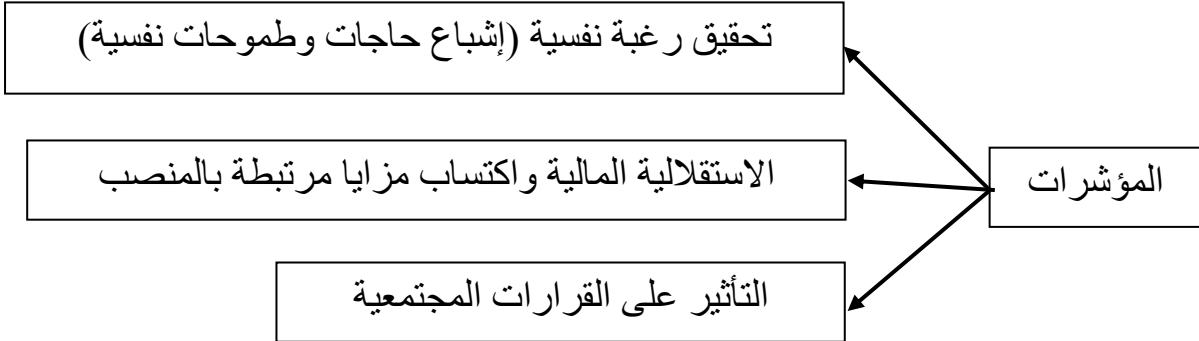 تحقيق رغبة نفسية (إشباع حاجات وطموحات نفسية)
الاستقلالية المالية واكتساب مزايا مرتبطة بالمنصب
المؤشرات
التأثير على القرارات المجتمعية